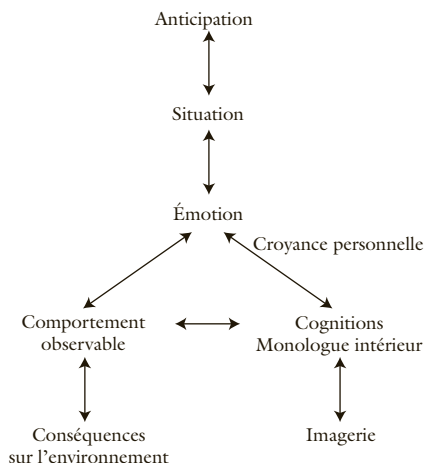 Anticipation
Situation
Émotion
Croyance personnelle
Comportement
observable
Cognitions
Monologue intérieur
Conséquences
sur l'environnement
Imagerie